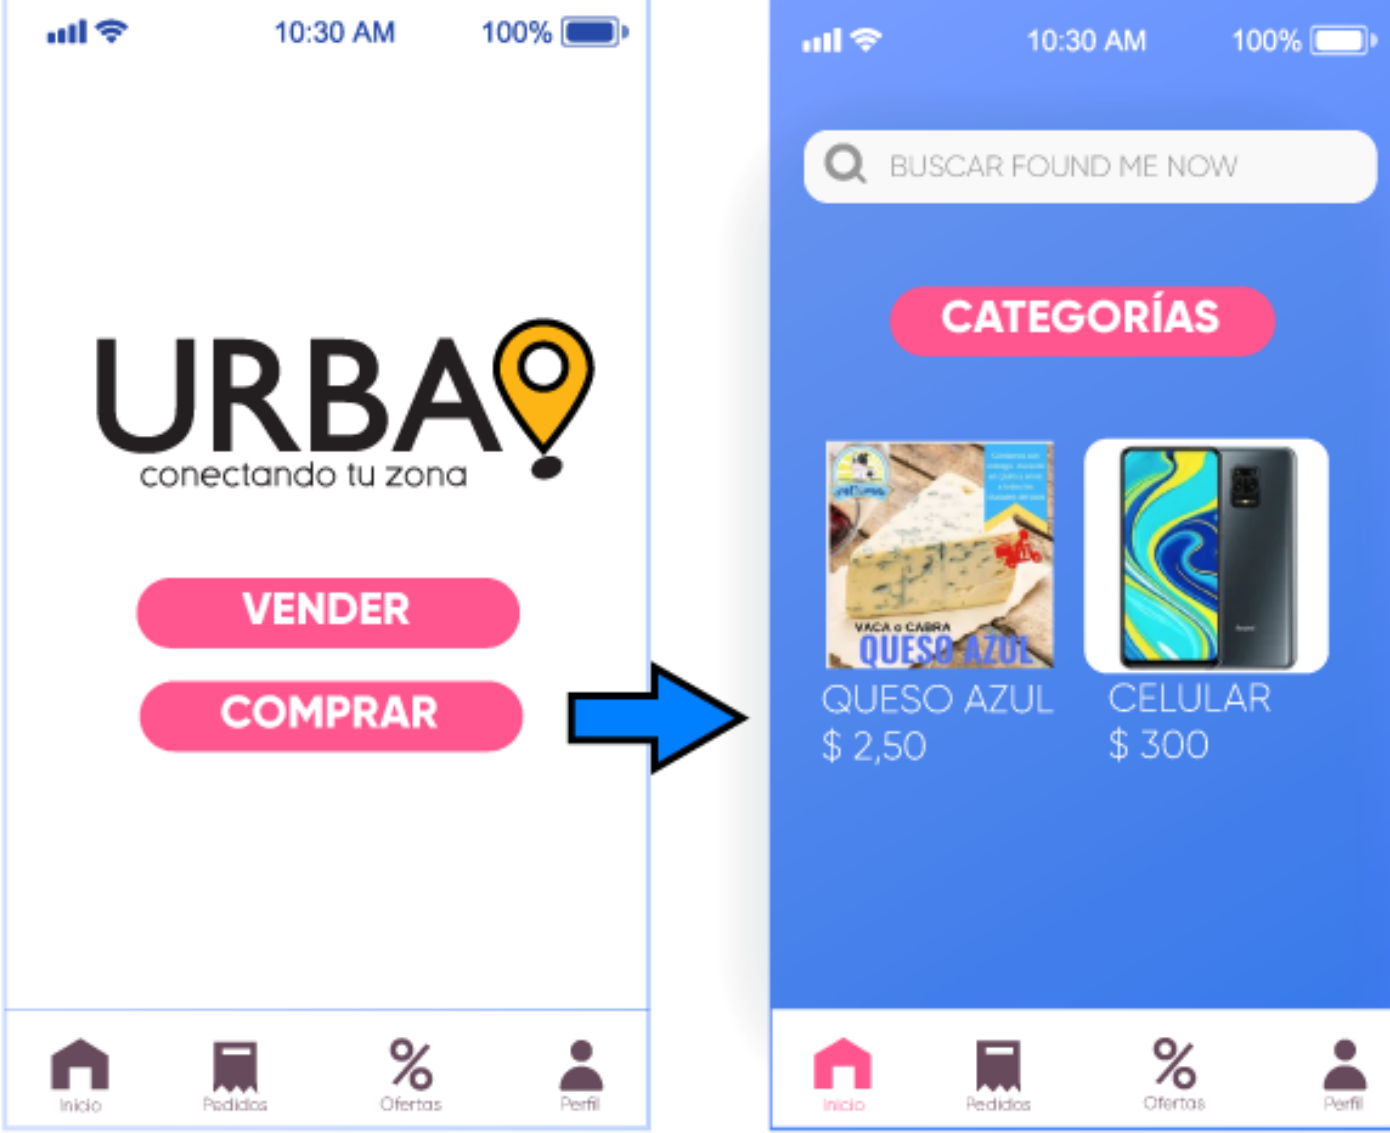 10:30 AM 100%
URBA
conectando tu zona
VENDER
COMPRAR
Inicio Pedidos Ofertas Perfil
10:30 AM 100%
BUSCAR FOUND ME NOW
CATEGORÍAS
VACA o CABRA
QUESO AZUL
QUESO AZUL
$ 2,50
CELULAR
$ 300
Inicio Pedidos Ofertas Perfil